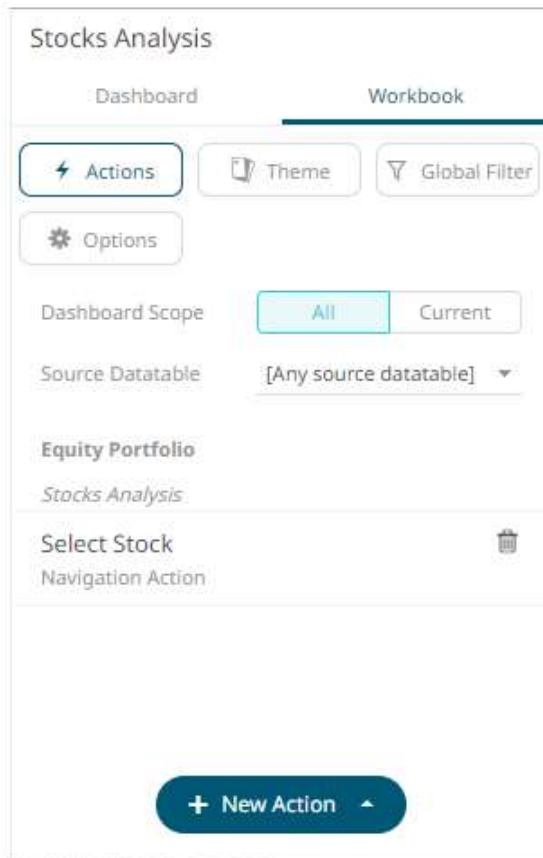 Stocks Analysis
Dashboard Workbook
Actions Theme Global Filter
Options
Dashboard Scope All Current
Source Datatable [Any source datatable]
Equity Portfolio
Stocks Analysis
Select Stock
Navigation Action
+ New Action